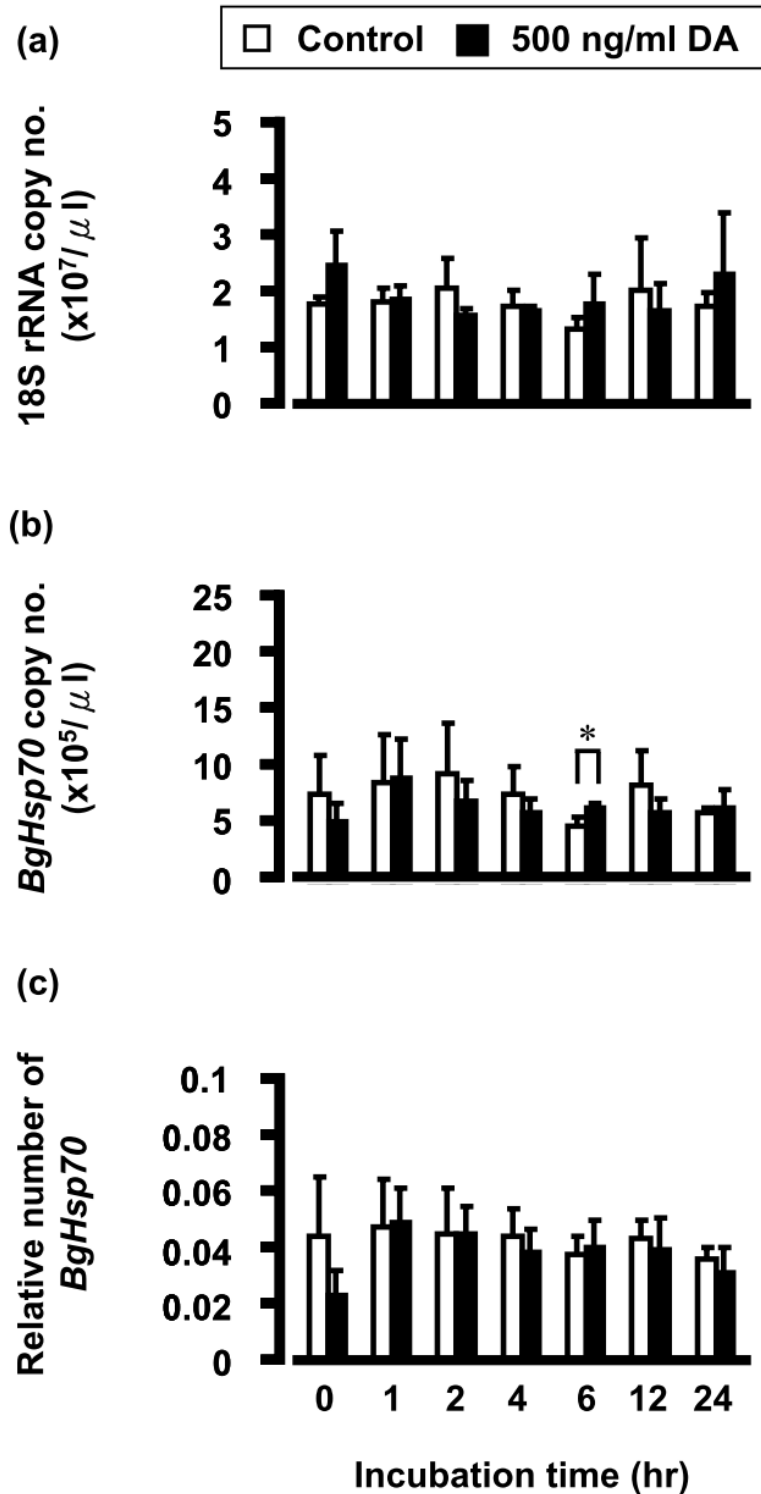 (a)
Control 500 ng/ml DA
18S rRNA copy no.
(x10⁷/μl)
5
4
3
2
1
0
(b)
BgHsp70 copy no.
(x10⁵/μl)
25
20
15
10
5
0
*
(c)
Relative number of
BgHsp70
0.1
0.08
0.06
0.04
0.02
0
0 1 2 4 6 12 24
Incubation time (hr)